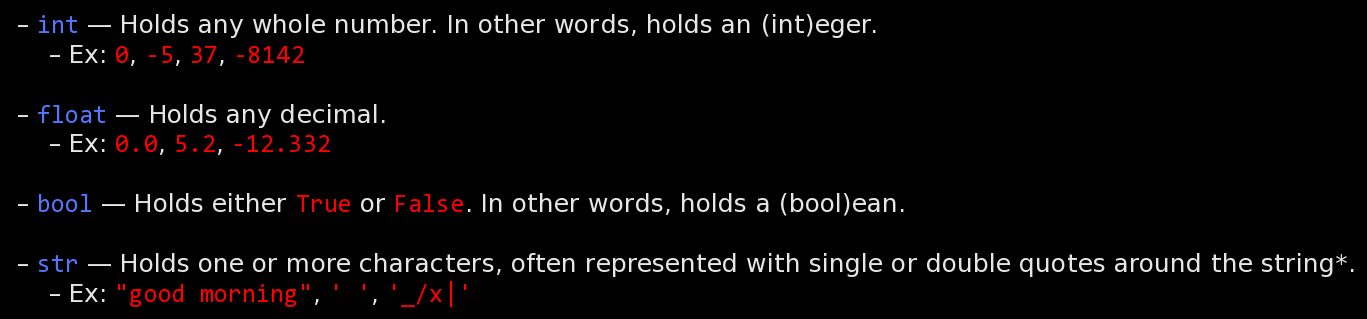 – int — Holds any whole number. In other words, holds an (int)eger.
– Ex: 0, -5, 37, -8142
– float — Holds any decimal.
– Ex: 0.0, 5.2, -12.332
– bool — Holds either True or False. In other words, holds a (bool)ean.
– str — Holds one or more characters, often represented with single or double quotes around the string*.
– Ex: "good morning", ' ', '_/x|'